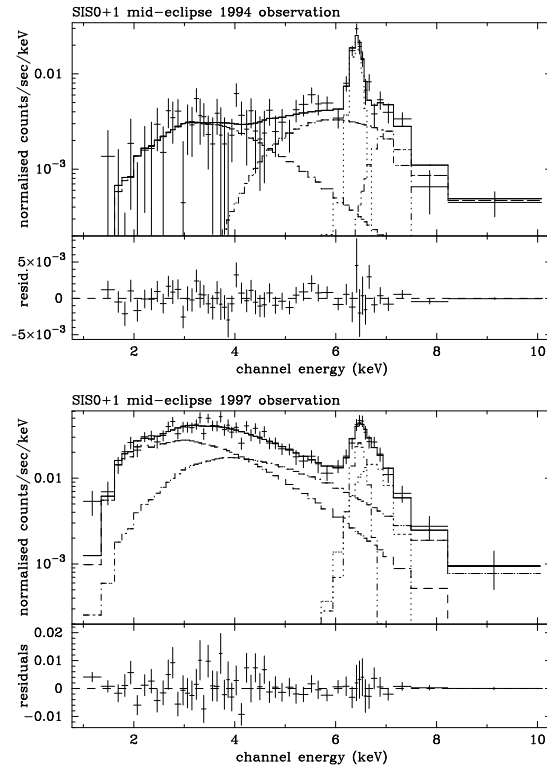 SIS0+1 mid-eclipse 1994 observation
normalised counts/sec/keV
0.01
10⁻³
resid.
5×10⁻³
0
-5×10⁻³
2 4 6 8 10
channel energy (keV)
SIS0+1 mid-eclipse 1997 observation
normalised counts/sec/keV
0.01
10⁻³
residuals
0.02
0.01
0
-0.01
2 4 6 8 10
channel energy (keV)